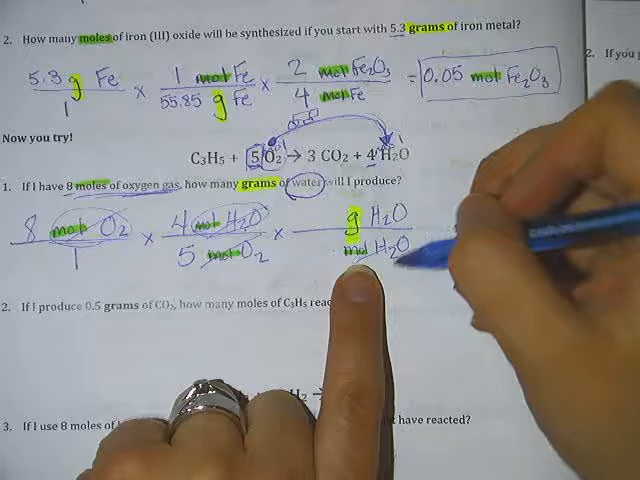 2. How many moles of iron (III) oxide will be synthesized if you start with 5.3 grams of iron metal?
5.3 g Fe / 1 × 1 mol Fe / 55.85 g Fe × 2 mol Fe₂O₃ / 4 mol Fe = 0.05 mol Fe₂O₃
2. If you p
Now you try!
C₃H₅ + 5 O₂ → 3 CO₂ + 4 H₂O
1. If I have 8 moles of oxygen gas, how many grams of water will I produce?
8 mol O₂ / 1 × 4 mol H₂O / 5 mol O₂ × g H₂O / mol H₂O
2. If I produce 0.5 grams of CO₂, how many moles of C₃H₅
H₂
3. If I use 8 moles of have reacted?